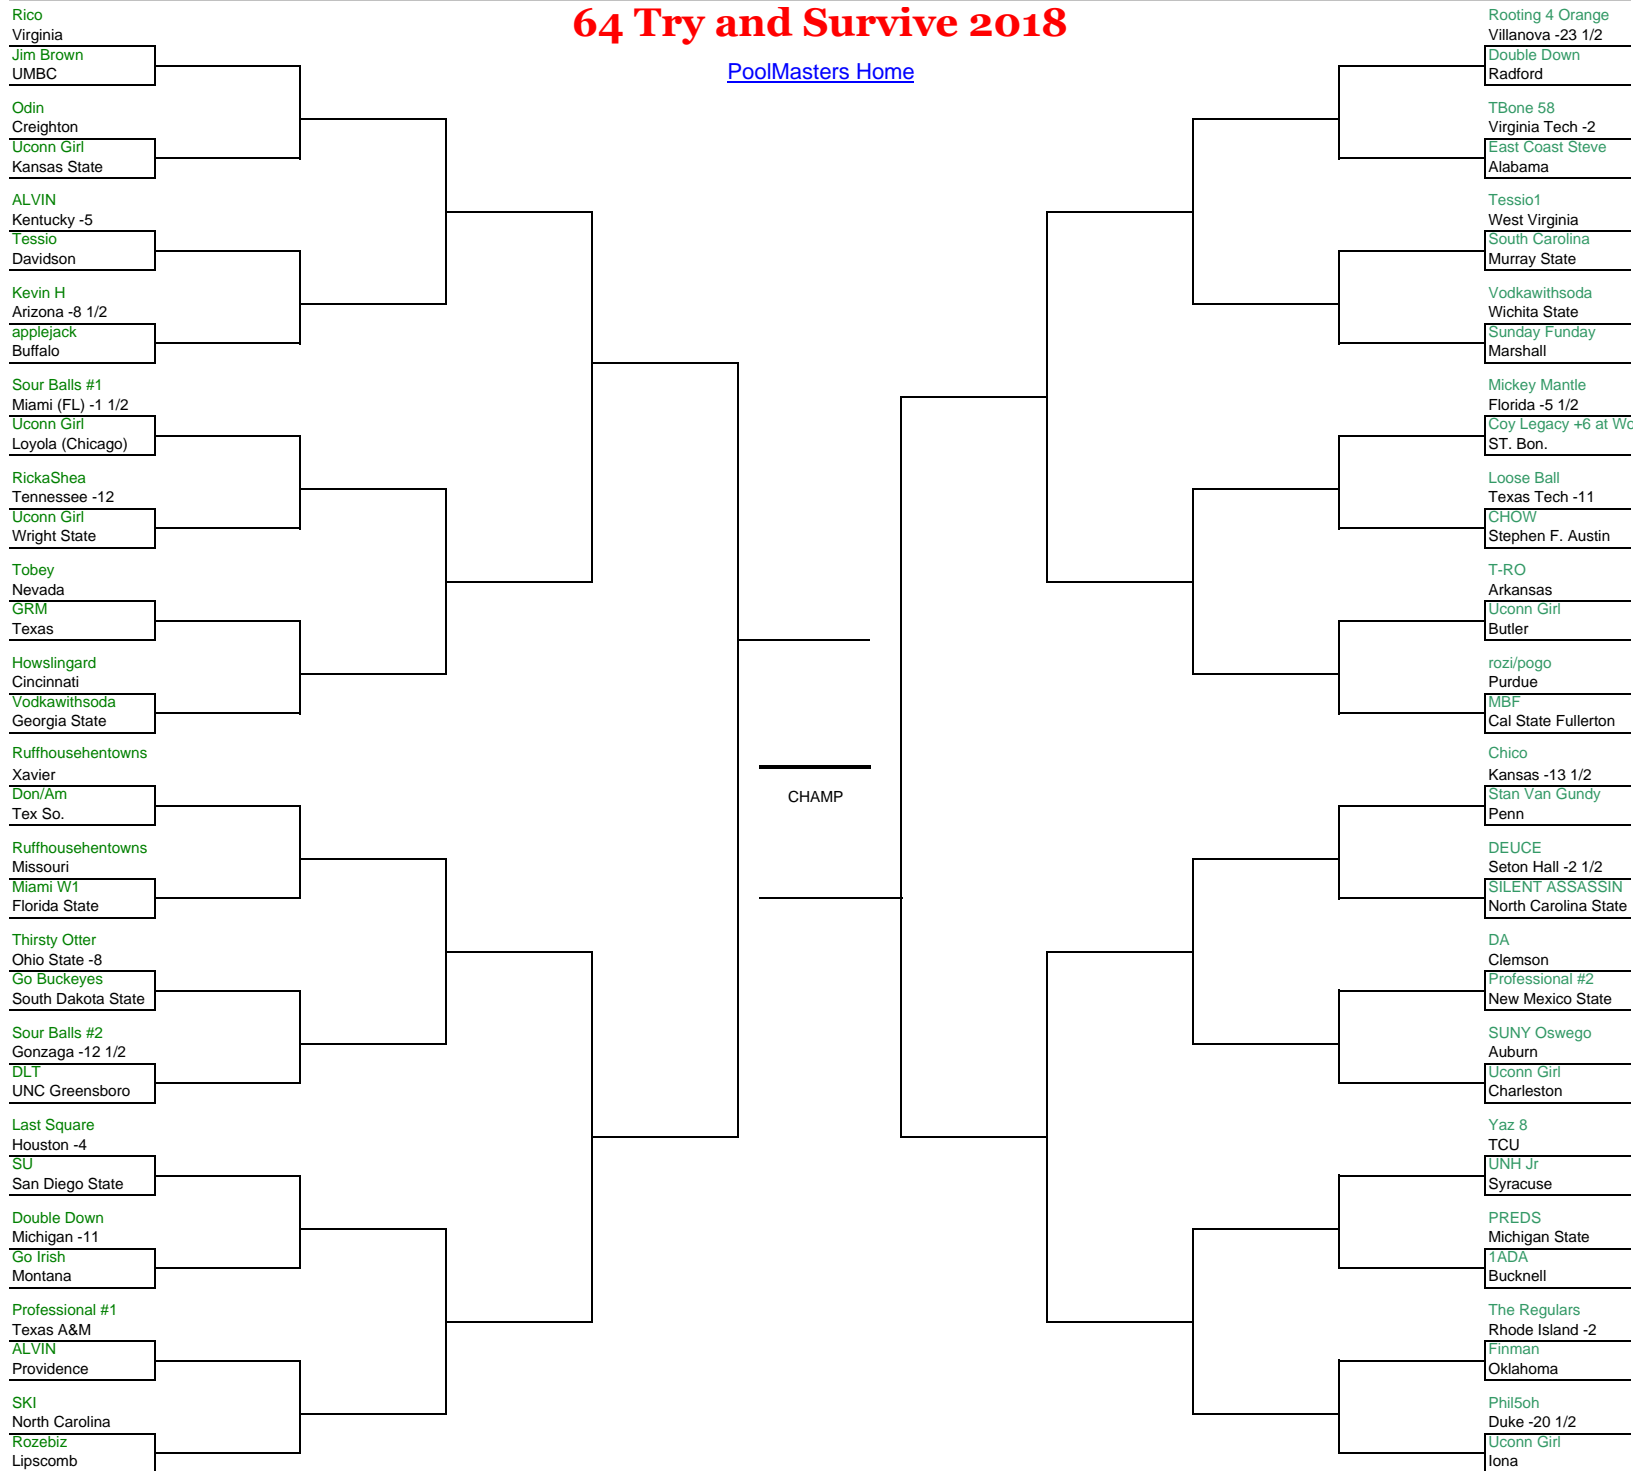 64 Try and Survive 2018
PoolMasters Home
Rico
Virginia
Jim Brown
UMBC
Odin
Creighton
Uconn Girl
Kansas State
ALVIN
Kentucky -5
Tessio
Davidson
Kevin H
Arizona -8 1/2
applejack
Buffalo
Sour Balls #1
Miami (FL) -1 1/2
Uconn Girl
Loyola (Chicago)
RickaShea
Tennessee -12
Uconn Girl
Wright State
Tobey
Nevada
GRM
Texas
Howslingard
Cincinnati
Vodkawithsoda
Georgia State
Ruffhousehentowns
Xavier
Don/Am
Tex So.
Ruffhousehentowns
Missouri
Miami W1
Florida State
Thirsty Otter
Ohio State -8
Go Buckeyes
South Dakota State
Sour Balls #2
Gonzaga -12 1/2
DLT
UNC Greensboro
Last Square
Houston -4
SU
San Diego State
Double Down
Michigan -11
Go Irish
Montana
Professional #1
Texas A&M
ALVIN
Providence
SKI
North Carolina
Rozebiz
Lipscomb
CHAMP
Rooting 4 Orange
Villanova -23 1/2
Double Down
Radford
TBone 58
Virginia Tech -2
East Coast Steve
Alabama
Tessio1
West Virginia
South Carolina
Murray State
Vodkawithsoda
Wichita State
Sunday Funday
Marshall
Mickey Mantle
Florida -5 1/2
Coy Legacy +6 at Wo
ST. Bon.
Loose Ball
Texas Tech -11
CHOW
Stephen F. Austin
T-RO
Arkansas
Uconn Girl
Butler
rozi/pogo
Purdue
MBF
Cal State Fullerton
Chico
Kansas -13 1/2
Stan Van Gundy
Penn
DEUCE
Seton Hall -2 1/2
SILENT ASSASSIN
North Carolina State
DA
Clemson
Professional #2
New Mexico State
SUNY Oswego
Auburn
Uconn Girl
Charleston
Yaz 8
TCU
UNH Jr
Syracuse
PREDS
Michigan State
1ADA
Bucknell
The Regulars
Rhode Island -2
Finman
Oklahoma
Phil5oh
Duke -20 1/2
Uconn Girl
Iona